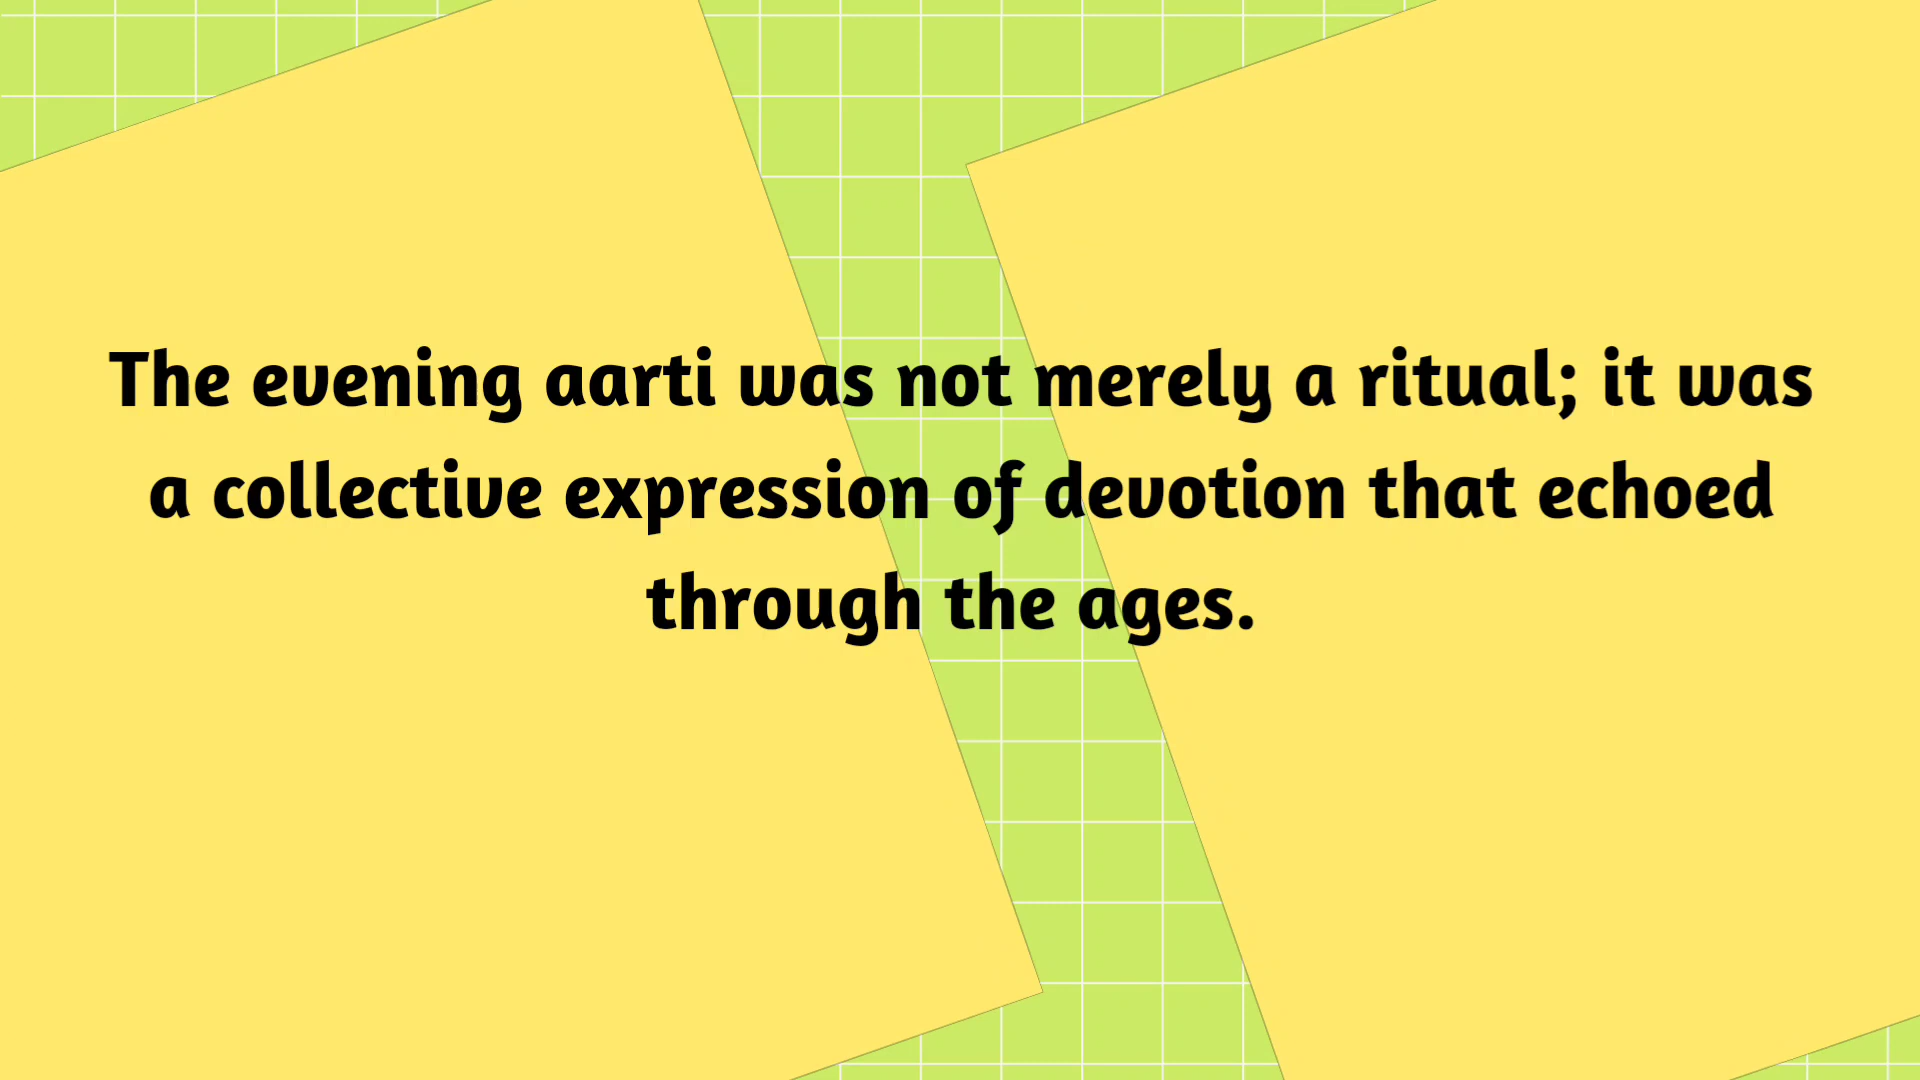 The evening aarti was not merely a ritual; it was
a collective expression of devotion that echoed
through the ages.